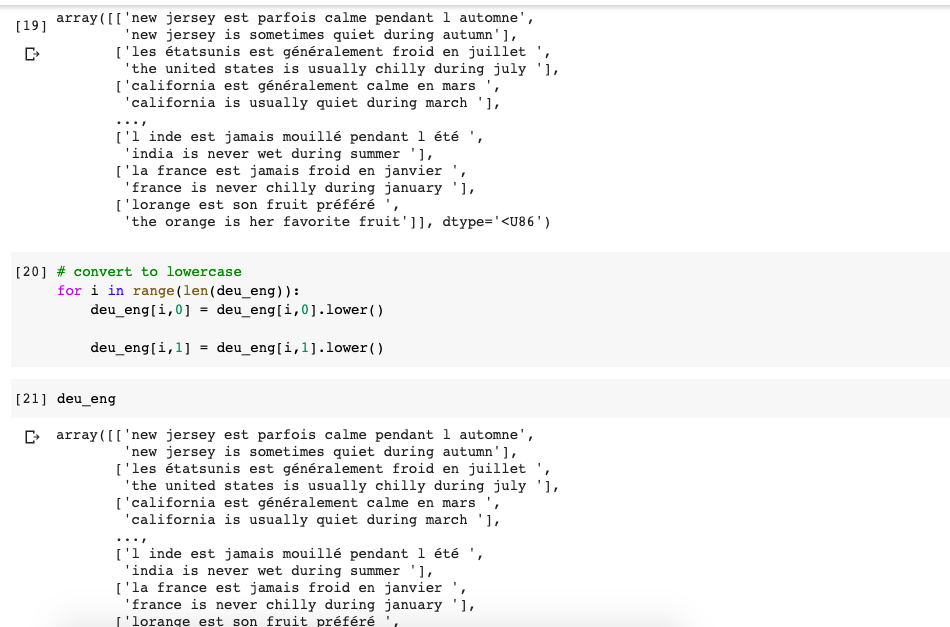 [19] array([['new jersey est parfois calme pendant l automne',
'new jersey is sometimes quiet during autumn'],
['les étatsunis est généralement froid en juillet ',
'the united states is usually chilly during july '],
['california est généralement calme en mars ',
'california is usually quiet during march '],
...,
['l inde est jamais mouillé pendant l été ',
'india is never wet during summer '],
['la france est jamais froid en janvier ',
'france is never chilly during january '],
['lorange est son fruit préféré ',
'the orange is her favorite fruit']], dtype='<U86')
[20] # convert to lowercase
for i in range(len(deu_eng)):
deu_eng[i,0] = deu_eng[i,0].lower()
deu_eng[i,1] = deu_eng[i,1].lower()
[21] deu_eng
array([['new jersey est parfois calme pendant l automne',
'new jersey is sometimes quiet during autumn'],
['les étatsunis est généralement froid en juillet ',
'the united states is usually chilly during july '],
['california est généralement calme en mars ',
'california is usually quiet during march '],
...,
['l inde est jamais mouillé pendant l été ',
'india is never wet during summer '],
['la france est jamais froid en janvier ',
'france is never chilly during january '],
['lorange est son fruit préféré ',